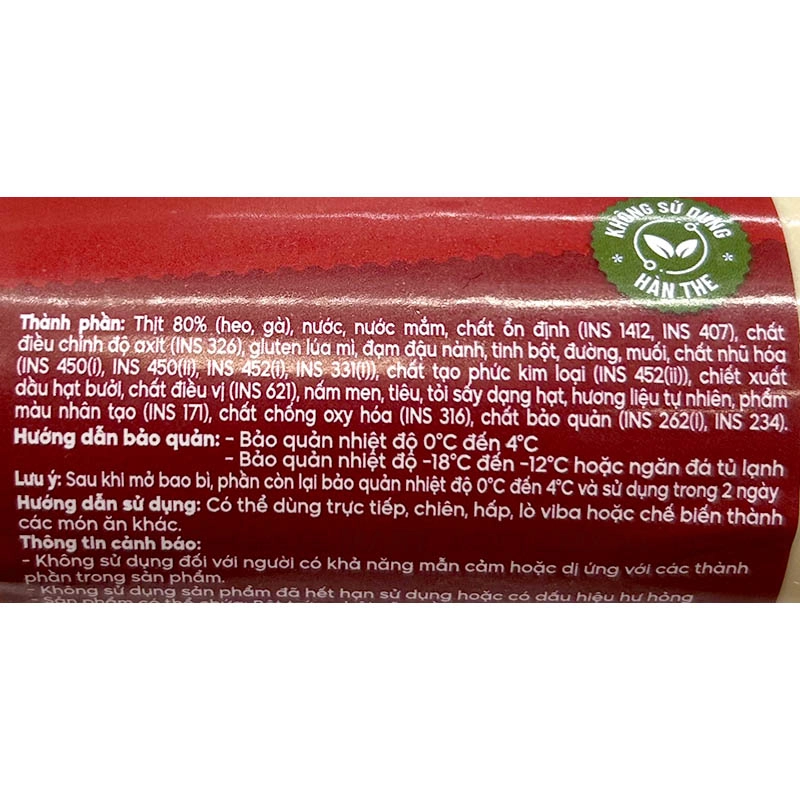 KHÔNG SỬ DỤNG
HÀN THE
Thành phần: Thịt 80% (heo, gà), nước, nước mắm, chất ổn định (INS 1412, INS 407), chất
điều chỉnh độ axit (INS 326), gluten lúa mì, đạm đậu nành, tinh bột, đường, muối, chất nhũ hóa
(INS 450(i), INS 450(ii), INS 452(i), INS 331(i)), chất tạo phức kim loại (INS 452(ii)), chiết xuất
dầu hạt bưởi, chất điều vị (INS 621), nấm men, tiêu, tỏi sấy dạng hạt, hương liệu tự nhiên, phẩm
màu nhân tạo (INS 171), chất chống oxy hóa (INS 316), chất bảo quản (INS 262(i), INS 234).
Hướng dẫn bảo quản: - Bảo quản nhiệt độ 0°C đến 4°C
- Bảo quản nhiệt độ -18°C đến -12°C hoặc ngăn đá tủ lạnh
Lưu ý: Sau khi mở bao bì, phần còn lại bảo quản nhiệt độ 0°C đến 4°C và sử dụng trong 2 ngày
Hướng dẫn sử dụng: Có thể dùng trực tiếp, chiên, hấp, lò viba hoặc chế biến thành
các món ăn khác.
Thông tin cảnh báo:
- Không sử dụng đối với người có khả năng mẫn cảm hoặc dị ứng với các thành
phần trong sản phẩm.
- Không sử dụng sản phẩm đã hết hạn sử dụng hoặc có dấu hiệu hư hỏng
- Sản phẩm có thể chứa: